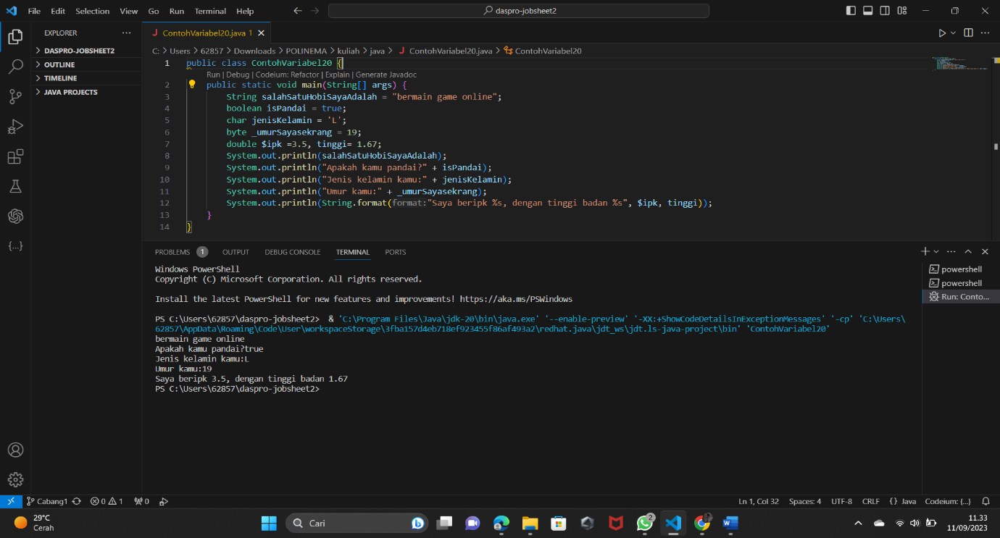 File Edit Selection View Go Run Terminal Help
daspro-jobsheet2
EXPLORER
DASPRO-JOBSHEET2
OUTLINE
TIMELINE
JAVA PROJECTS
ContohVariabel20.java 1
C: > Users > 62857 > Downloads > POLINEMA > kuliah > java > ContohVariabel20.java > ContohVariabel20
1 public class ContohVariabel20 {
Run | Debug | Codeium: Refactor | Explain | Generate Javadoc
2 public static void main(String[] args) {
3 String salahSatuHobiSayaAdalah = "bermain game online";
4 boolean isPandai = true;
5 char jenisKelamin = 'L';
6 byte _umurSayasekrang = 19;
7 double $ipk =3.5, tinggi= 1.67;
8 System.out.println(salahSatuHobiSayaAdalah);
9 System.out.println("Apakah kamu pandai?" + isPandai);
10 System.out.println("Jenis kelamin kamu:" + jenisKelamin);
11 System.out.println("Umur kamu:" + _umurSayasekrang);
12 System.out.println(String.format(format:"Saya beripk %s, dengan tinggi badan %s", $ipk, tinggi));
13 }
14 }
PROBLEMS 1 OUTPUT DEBUG CONSOLE TERMINAL PORTS
Windows PowerShell
Copyright (C) Microsoft Corporation. All rights reserved.
Install the latest PowerShell for new features and improvements! https://aka.ms/PSWindows
PS C:\Users\62857\daspro-jobsheet2> & 'C:\Program Files\Java\jdk-20\bin\java.exe' '--enable-preview' '-XX:+ShowCodeDetailsInExceptionMessages' '-cp' 'C:\Users\
62857\AppData\Roaming\Code\User\workspaceStorage\3fba157d4eb718ef923455f86af493a2\redhat.java\jdt_ws\jdt.ls-java-project\bin' 'ContohVariabel20'
bermain game online
Apakah kamu pandai?true
Jenis kelamin kamu:L
Umur kamu:19
Saya beripk 3.5, dengan tinggi badan 1.67
PS C:\Users\62857\daspro-jobsheet2>
powershell
powershell
Run: Conto...
Cabang1 0 1 0 Ln 1, Col 32 Spaces: 4 UTF-8 CRLF {} Java Codeium: {...}
29°C
Cerah
Cari
2
11.33
11/09/2023